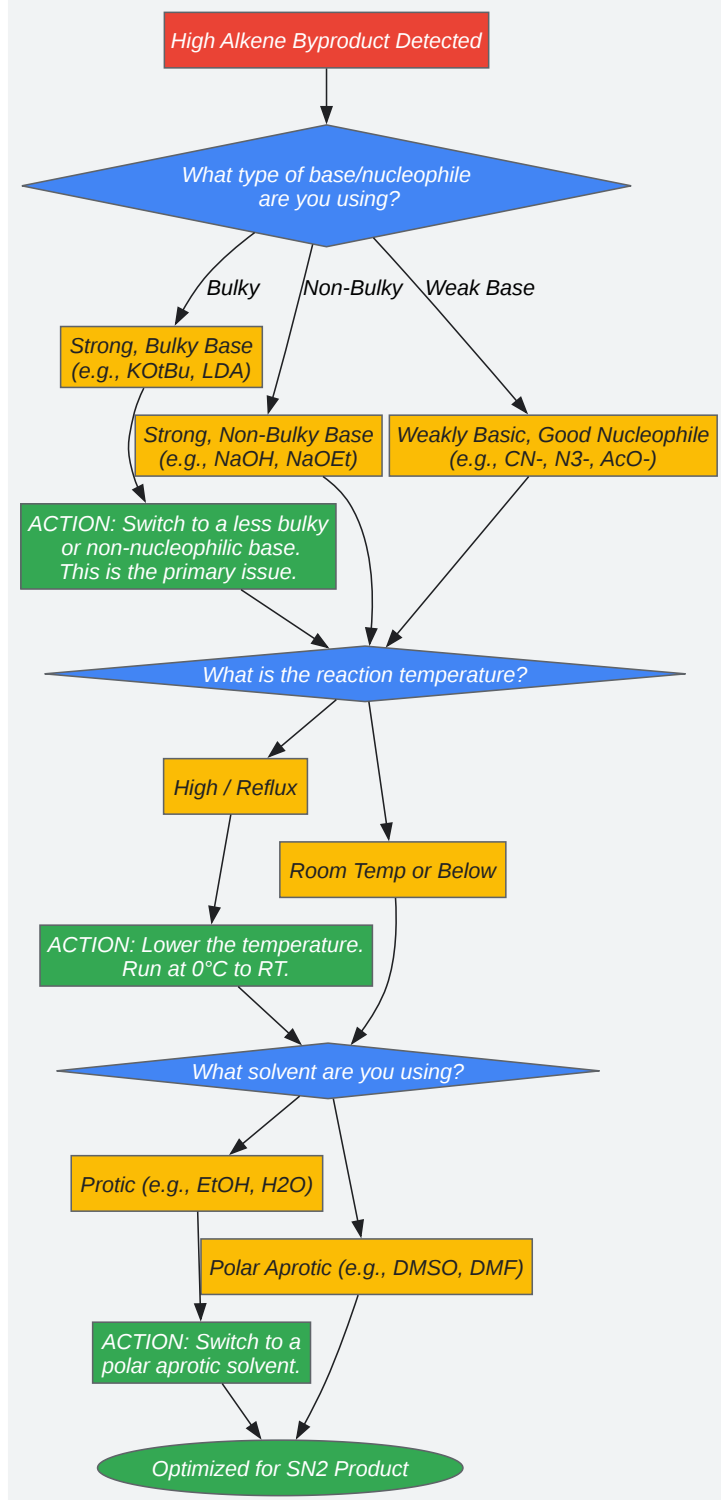 High Alkene Byproduct Detected
What type of base/nucleophile
are you using?
Bulky
Non-Bulky
Weak Base
Strong, Bulky Base
(e.g., KOtBu, LDA)
Strong, Non-Bulky Base
(e.g., NaOH, NaOEt)
Weakly Basic, Good Nucleophile
(e.g., CN-, N3-, AcO-)
ACTION: Switch to a less bulky
or non-nucleophilic base.
This is the primary issue.
What is the reaction temperature?
High / Reflux
Room Temp or Below
ACTION: Lower the temperature.
Run at 0°C to RT.
What solvent are you using?
Protic (e.g., EtOH, H2O)
Polar Aprotic (e.g., DMSO, DMF)
ACTION: Switch to a
polar aprotic solvent.
Optimized for SN2 Product